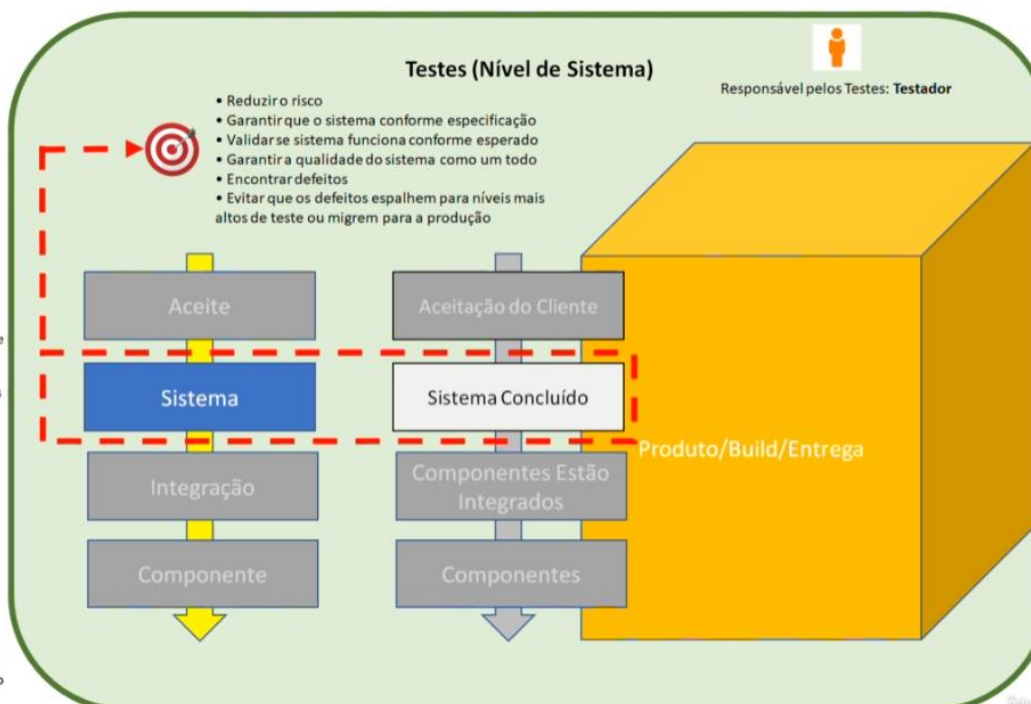 Testes (Nível de Sistema)
Responsável pelos Testes: Testador
• Reduzir o risco
• Garantir que o sistema conforme especificação
• Validar se sistema funciona conforme esperado
• Garantir a qualidade do sistema como um todo
• Encontrar defeitos
• Evitar que os defeitos espalhem para níveis mais
altos de teste ou migrem para a produção
Aceite
Aceitação do Cliente
Sistema
Sistema Concluído
Produto/Build/Entrega
Integração
Componentes Estão
Integrados
Componente
Componentes